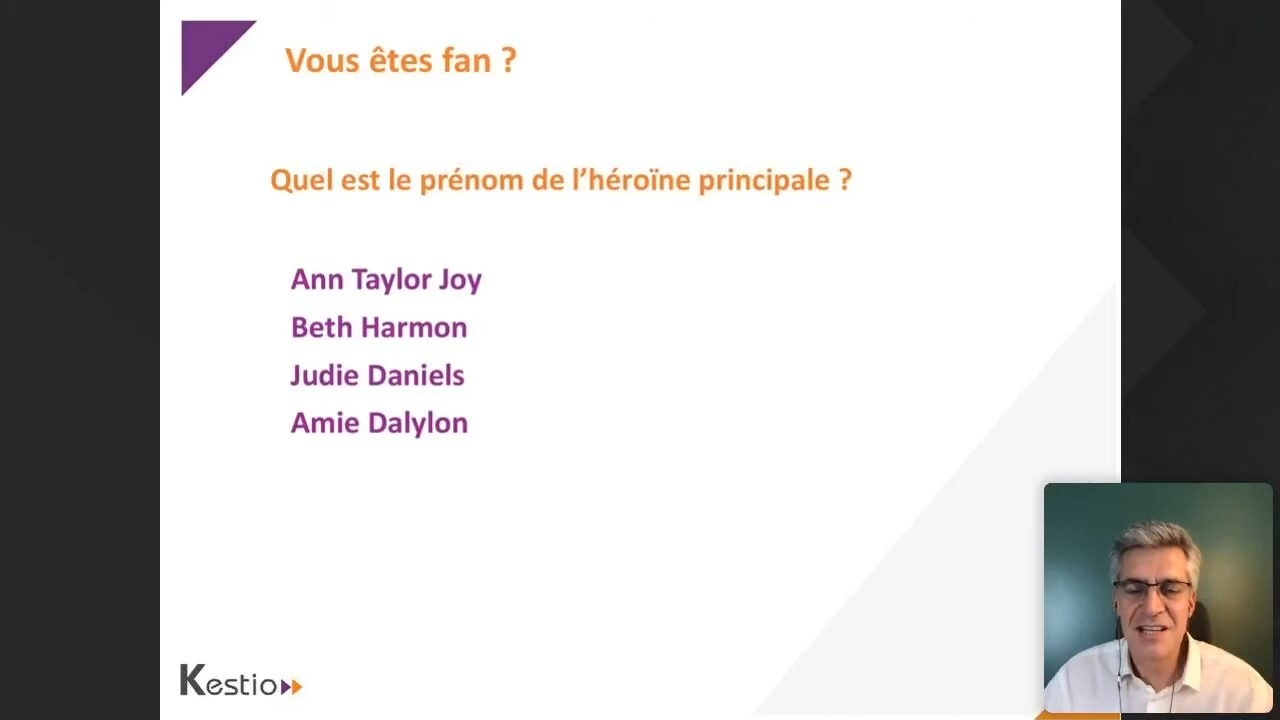 Vous êtes fan ?
Quel est le prénom de l’héroïne principale ?
Ann Taylor Joy
Beth Harmon
Judie Daniels
Amie Dalylon
Kestio